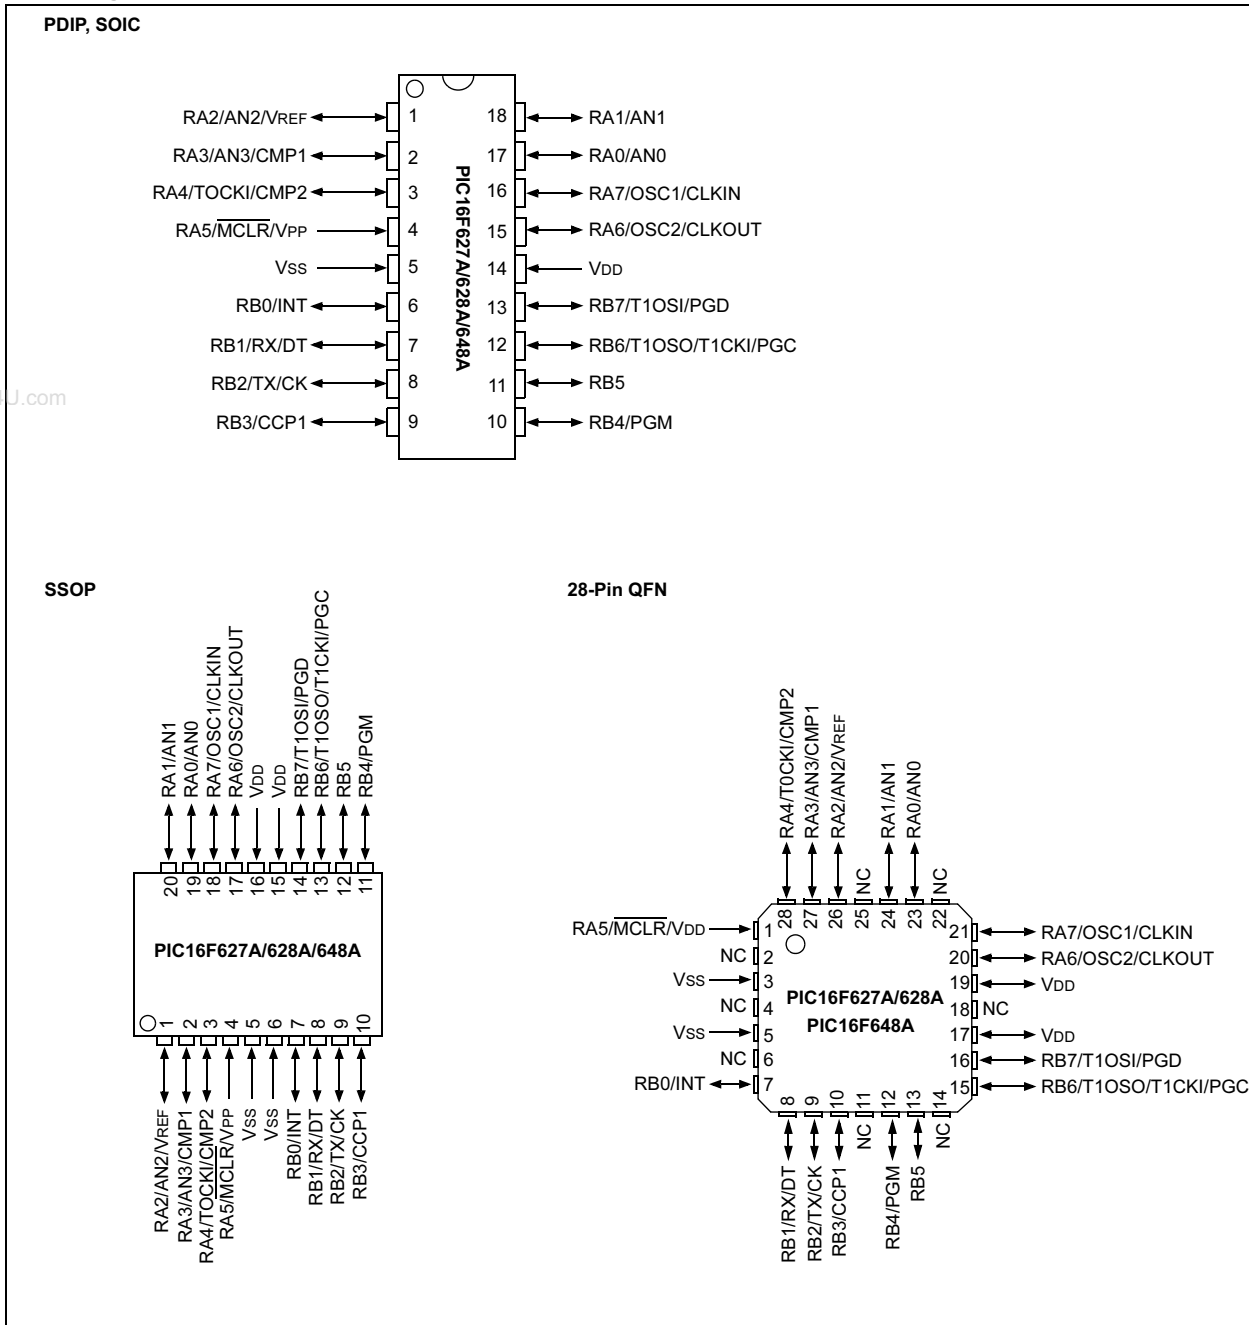 PDIP, SOIC
RA2/AN2/VREF 1 18 RA1/AN1
RA3/AN3/CMP1 2 17 RA0/AN0
RA4/TOCKI/CMP2 3 16 RA7/OSC1/CLKIN
RA5/MCLR/VPP 4 15 RA6/OSC2/CLKOUT
VSS 5 14 VDD
RB0/INT 6 13 RB7/T1OSI/PGD
RB1/RX/DT 7 12 RB6/T1OSO/T1CKI/PGC
RB2/TX/CK 8 11 RB5
RB3/CCP1 9 10 RB4/PGM
PIC16F627A/628A/648A
U.com
SSOP
RA1/AN1
RA0/AN0
RA7/OSC1/CLKIN
RA6/OSC2/CLKOUT
VDD
VDD
RB7/T1OSI/PGD
RB6/T1OSO/T1CKI/PGC
RB5
RB4/PGM
20 19 18 17 16 15 14 13 12 11
PIC16F627A/628A/648A
1 2 3 4 5 6 7 8 9 10
RA2/AN2/VREF
RA3/AN3/CMP1
RA4/TOCKI/CMP2
RA5/MCLR/VPP
VSS
VSS
RB0/INT
RB1/RX/DT
RB2/TX/CK
RB3/CCP1
28-Pin QFN
RA4/T0CKI/CMP2
RA3/AN3/CMP1
RA2/AN2/VREF
NC
RA1/AN1
RA0/AN0
NC
28 27 26 25 24 23 22
RA5/MCLR/VDD 1 21 RA7/OSC1/CLKIN
NC 2 20 RA6/OSC2/CLKOUT
VSS 3 19 VDD
NC 4 18 NC
VSS 5 17 VDD
NC 6 16 RB7/T1OSI/PGD
RB0/INT 7 15 RB6/T1OSO/T1CKI/PGC
PIC16F627A/628A
PIC16F648A
8 9 10 11 12 13 14
RB1/RX/DT
RB2/TX/CK
RB3/CCP1
NC
RB4/PGM
RB5
NC